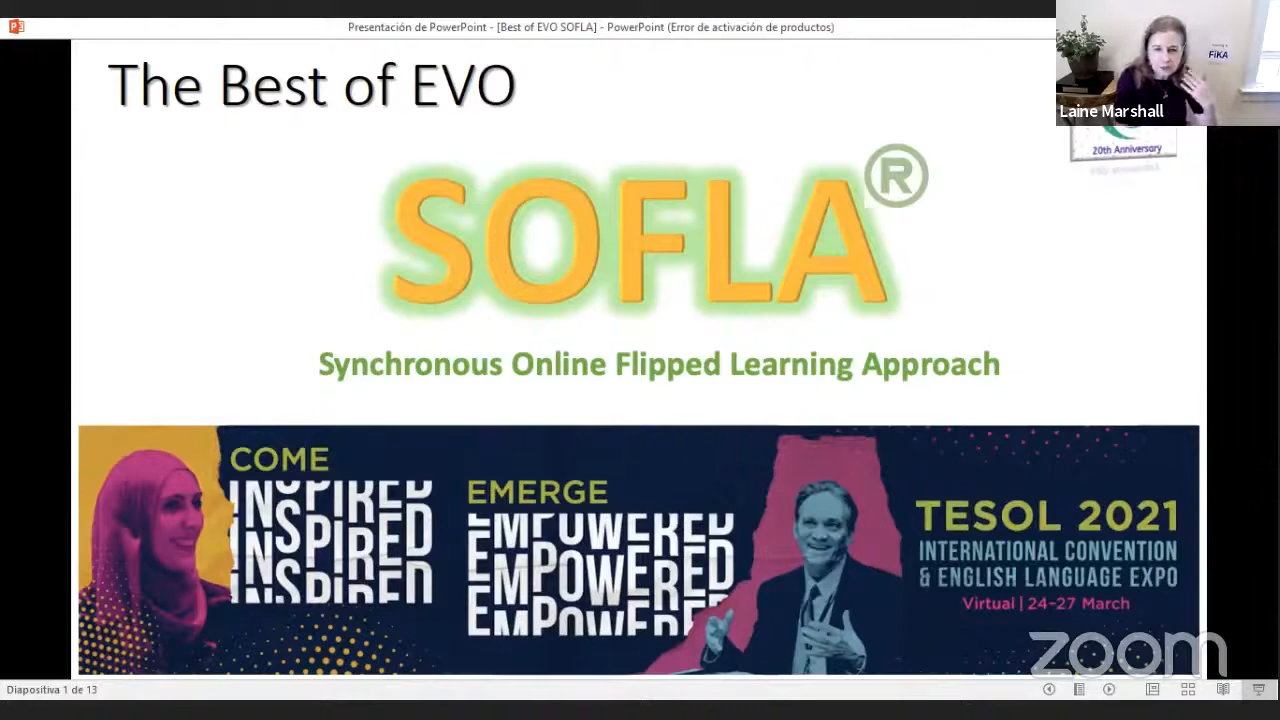 Presentación de PowerPoint - [Best of EVO SOFLA] - PowerPoint (Error de activación de productos)
The Best of EVO
FiKA
Laine Marshall
20th Anniversary
SOFLA®
Synchronous Online Flipped Learning Approach
COME
INSPIRED
INSPIRED
INSPIRED
INSPIRED
EMERGE
EMPOWERED
EMPOWERED
EMPOWERED
TESOL 2021
INTERNATIONAL CONVENTION
& ENGLISH LANGUAGE EXPO
Virtual | 24–27 March
zoom
Diapositiva 1 de 13